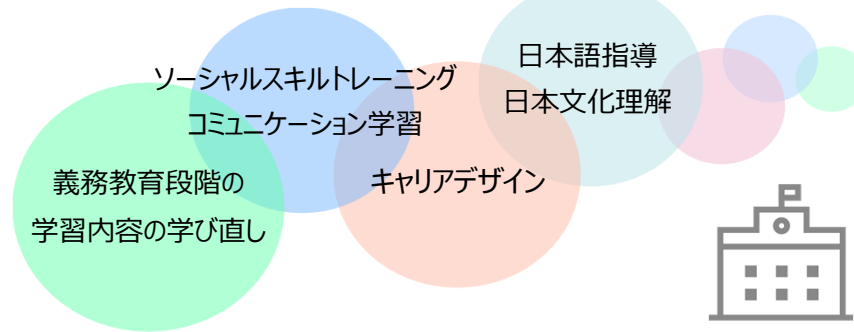 義務教育段階の
学習内容の学び直し
ソーシャルスキルトレーニング
コミュニケーション学習
キャリアデザイン
日本語指導
日本文化理解